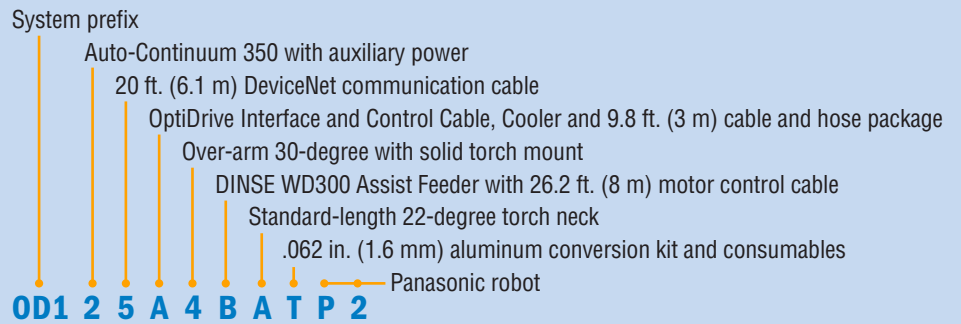 System prefix
Auto-Continuum 350 with auxiliary power
20 ft. (6.1 m) DeviceNet communication cable
OptiDrive Interface and Control Cable, Cooler and 9.8 ft. (3 m) cable and hose package
Over-arm 30-degree with solid torch mount
DINSE WD300 Assist Feeder with 26.2 ft. (8 m) motor control cable
Standard-length 22-degree torch neck
.062 in. (1.6 mm) aluminum conversion kit and consumables
Panasonic robot
OD1 2 5 A 4 B A T P 2